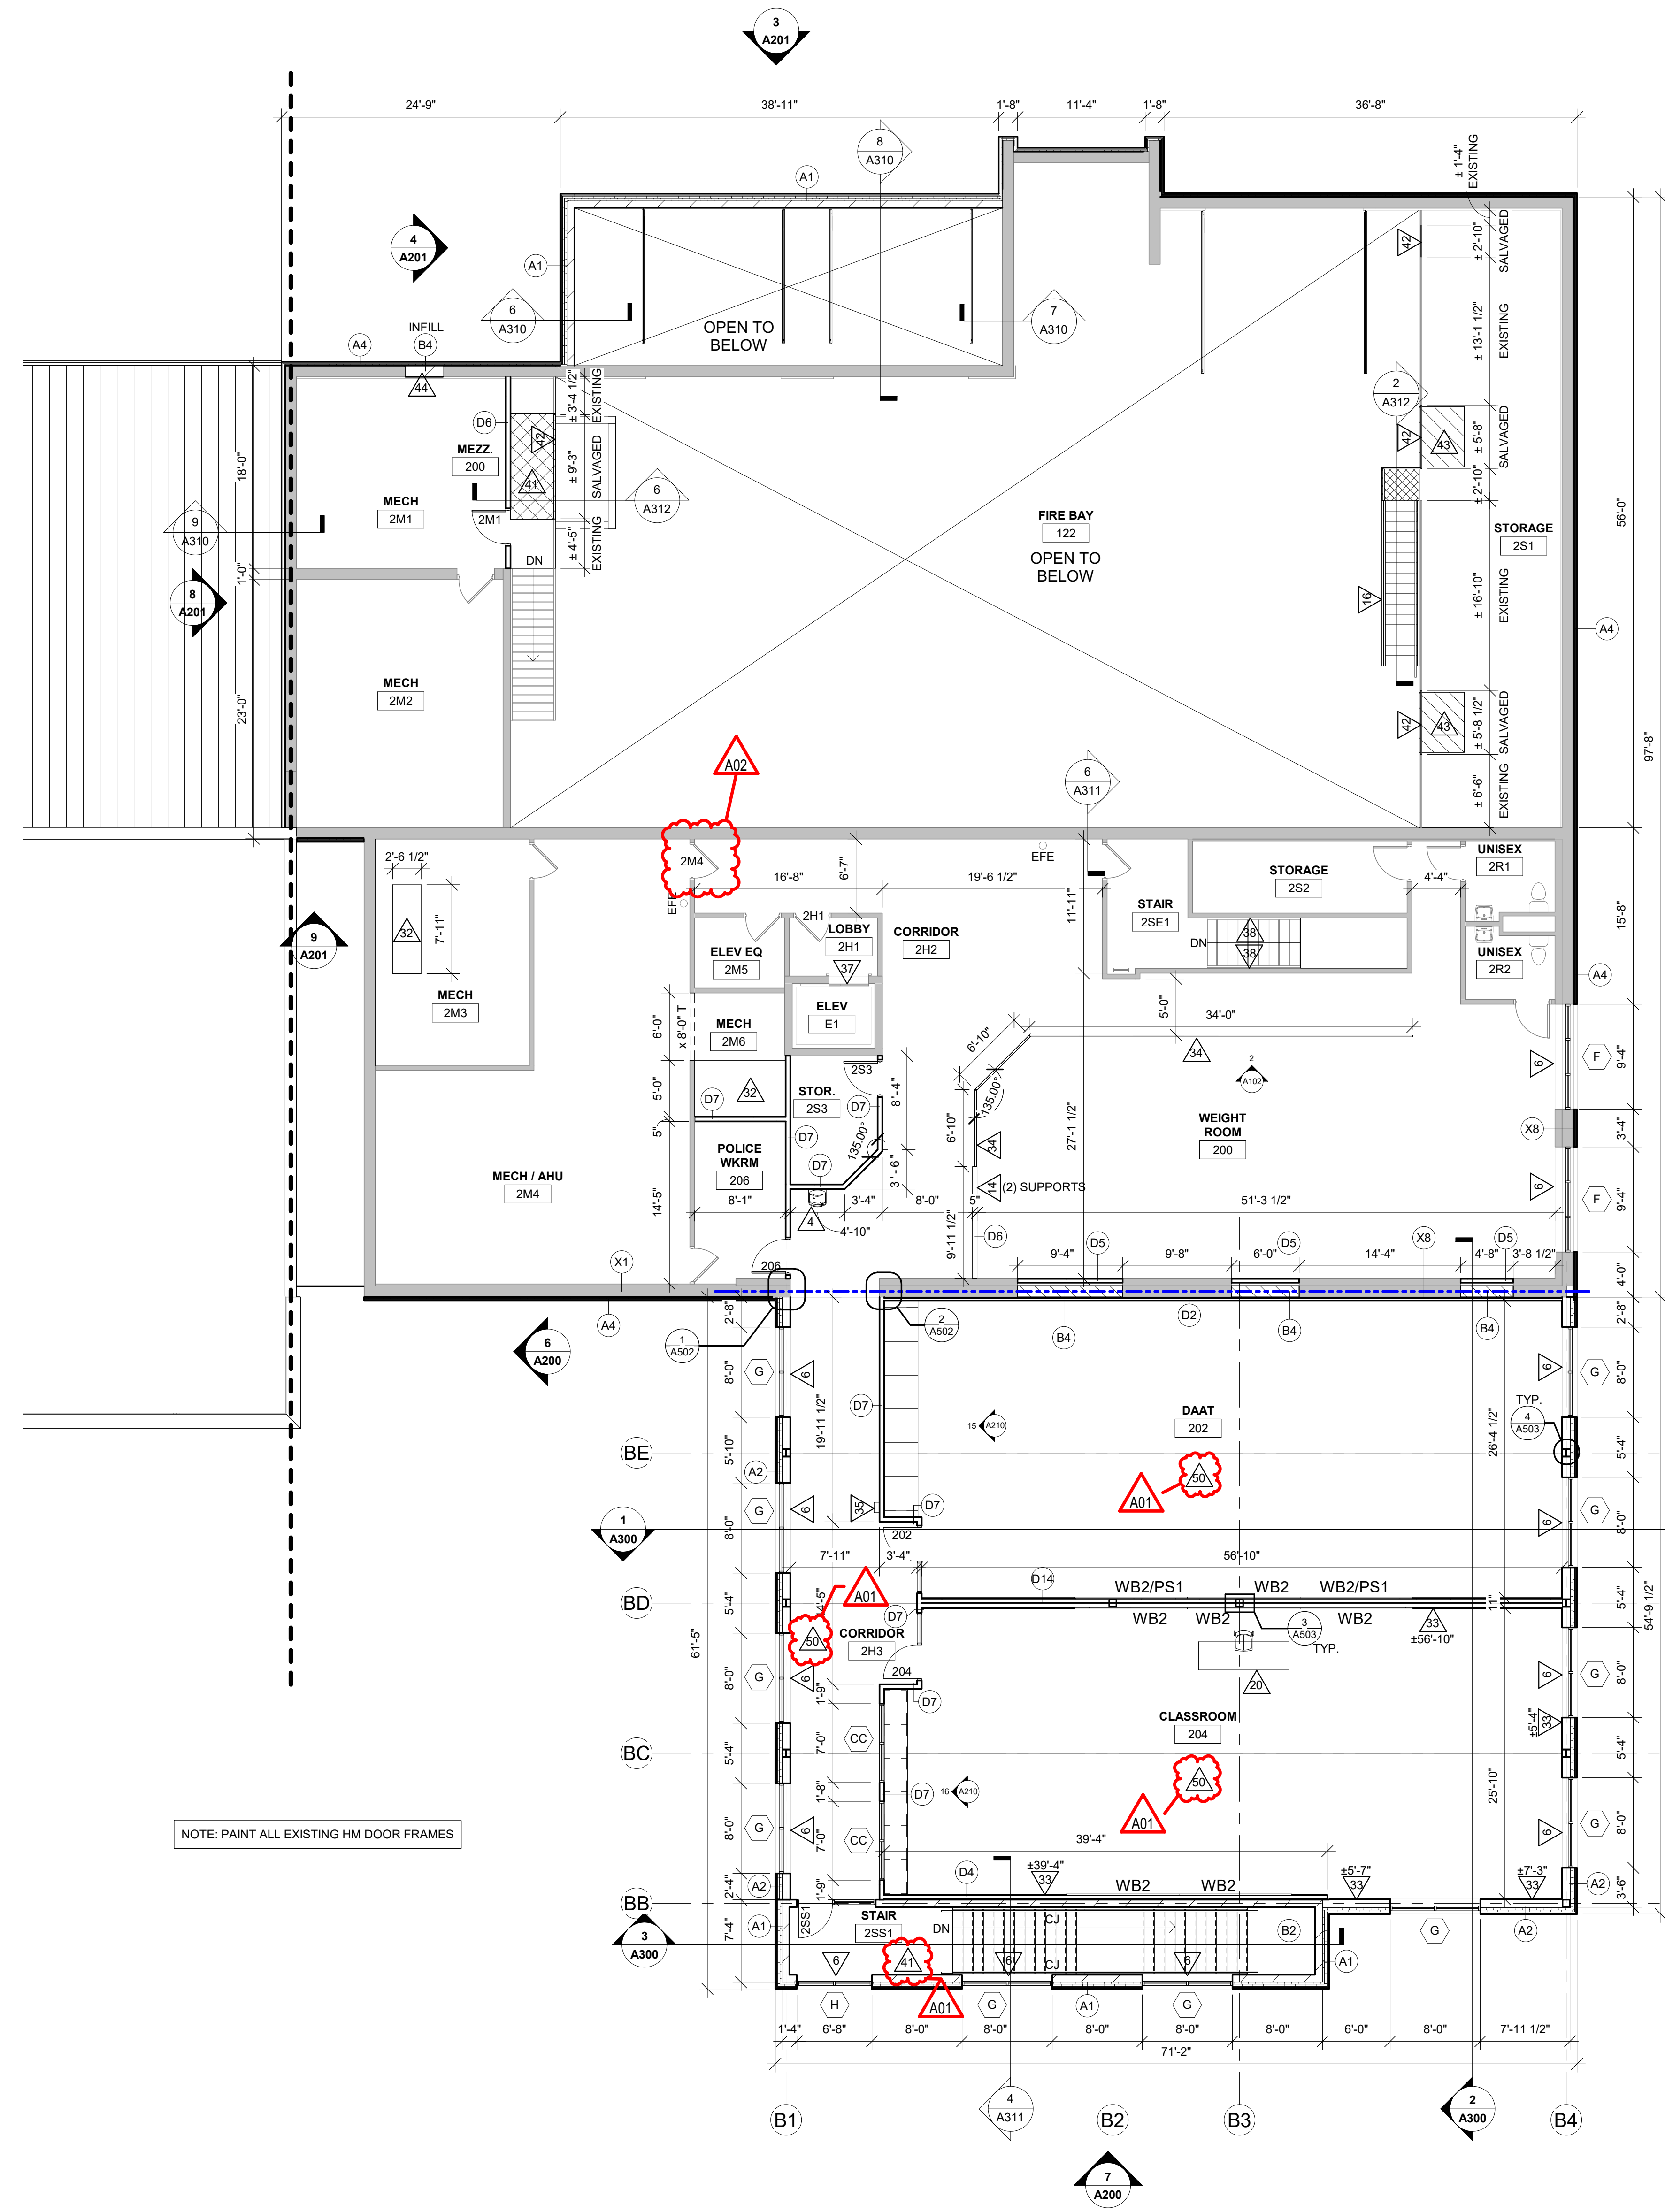 3
A201
24'-9"
38'-11"
1'-8"
11'-4"
1'-8"
36'-8"
8
A310
A1
± 1'-4"
EXISTING
4
A201
A1
42
± 2'-10"
SALVAGED
6
A310
7
A310
OPEN TO
BELOW
± 13'-1 1/2"
EXISTING
INFILL
A4
B4
44
2
A312
± 3'-4 1/2"
EXISTING
D6
42
MEZZ.
200
± 9'-3"
SALVAGED
41
42
43
± 5'-8"
SALVAGED
18'-0"
± 2'-10"
6
A312
MECH
2M1
2M1
9
A310
FIRE BAY
122
OPEN TO
BELOW
STORAGE
2S1
56'-0"
± 4'-5"
EXISTING
DN
1'-0"
8
A201
16
± 16'-10"
EXISTING
A4
MECH
2M2
23'-0"
42
43
± 5'-8 1/2"
SALVAGED
97'-8"
A02
6
A311
± 6'-6"
EXISTING
2'-6 1/2"
2M4
6'-7"
EFE
UNISEX
2R1
16'-8"
19'-6 1/2"
STORAGE
2S2
4'-4"
EFE
11'-11"
STAIR
2SE1
15'-8"
32
7'-11"
2H1
LOBBY
2H1
CORRIDOR
2H2
9
A201
ELEV EQ
2M5
37
DN
38
38
UNISEX
2R2
A4
MECH
2M3
ELEV
E1
5'-0"
34'-0"
6'-0"
x 8'-0" T
MECH
2M6
6'-10"
34
2
A102
6
F
9'-4"
2S3
5'-0"
32
D7
STOR.
2S3
D7
8'-4"
135.00°
6'-10"
27'-1 1/2"
WEIGHT
ROOM
200
X8
3'-4"
5"
D7
135.00°
34
POLICE
WKRM
206
D7
3'-6"
MECH / AHU
2M4
14
(2) SUPPORTS
6
F
9'-4"
14'-5"
8'-1"
3'-4"
8'-0"
5"
51'-3 1/2"
4
4'-10"
9'-11 1/2"
D6
D5
D5
X8
D5
9'-4"
9'-8"
6'-0"
14'-4"
4'-8"
3'-8 1/2"
X1
206
4'-0"
A4
2'-8"
1
A502
2
A502
B4
D2
B4
B4
2'-8"
6
A200
G
6
8'-0"
6
G
8'-0"
D7
19'-11 1/2"
15
A210
DAAT
202
26'-4 1/2"
TYP.
4
A503
BE
5'-10"
5'-4"
A2
A01
50
G
6
35
D7
6
G
1
A300
8'-0"
202
8'-0"
7'-11"
3'-4"
56'-10"
A01
D14
WB2/PS1
WB2
WB2/PS1
BD
5'-4"
4'-5"
D7
WB2
WB2
WB2
11"
5'-4"
54'-9 1/2"
50
CORRIDOR
2H3
3
A503
TYP.
33
±56'-10"
61'-5"
G
6
8'-0"
204
20
6
G
8'-0"
1'-9"
D7
CC
CLASSROOM
204
±5'-4"
33
BC
5'-4"
7'-0"
5'-4"
50
16
A210
D7
1'-8"
25'-10"
A01
NOTE: PAINT ALL EXISTING HM DOOR FRAMES
G
6
8'-0"
7'-0"
CC
6
G
8'-0"
39'-4"
A2
2'-4"
1'-9"
D4
±39'-4"
33
WB2
WB2
±5'-7"
33
±7'-3"
33
A2
3'-6"
BB
STAIR
2SS1
2SS1
A1
7'-4"
DN
CJ
B2
G
A2
3
A300
6
41
6
CJ
6
A1
H
A01
G
A1
G
1'-4"
6'-8"
8'-0"
8'-0"
8'-0"
8'-0"
8'-0"
6'-0"
8'-0"
7'-11 1/2"
71'-2"
B1
4
A311
B2
B3
2
A300
B4
7
A200